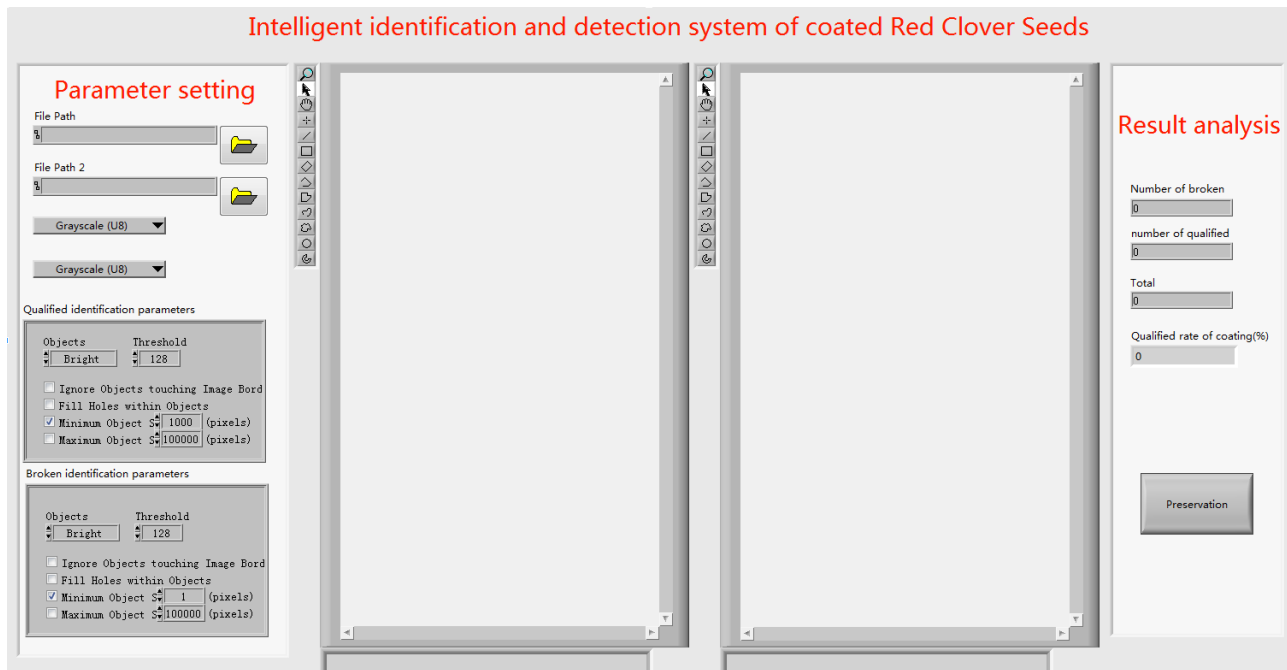 Intelligent identification and detection system of coated Red Clover Seeds
Parameter setting
File Path
File Path 2
Grayscale (U8)
Grayscale (U8)
Qualified identification parameters
Objects Threshold
Bright 128
Ignore Objects touching Image Bord
Fill Holes within Objects
Minimum Object S 1000 (pixels)
Maximum Object S 100000 (pixels)
Broken identification parameters
Objects Threshold
Bright 128
Ignore Objects touching Image Bord
Fill Holes within Objects
Minimum Object S 1 (pixels)
Maximum Object S 100000 (pixels)
Result analysis
Number of broken
0
number of qualified
0
Total
0
Qualified rate of coating(%)
0
Preservation